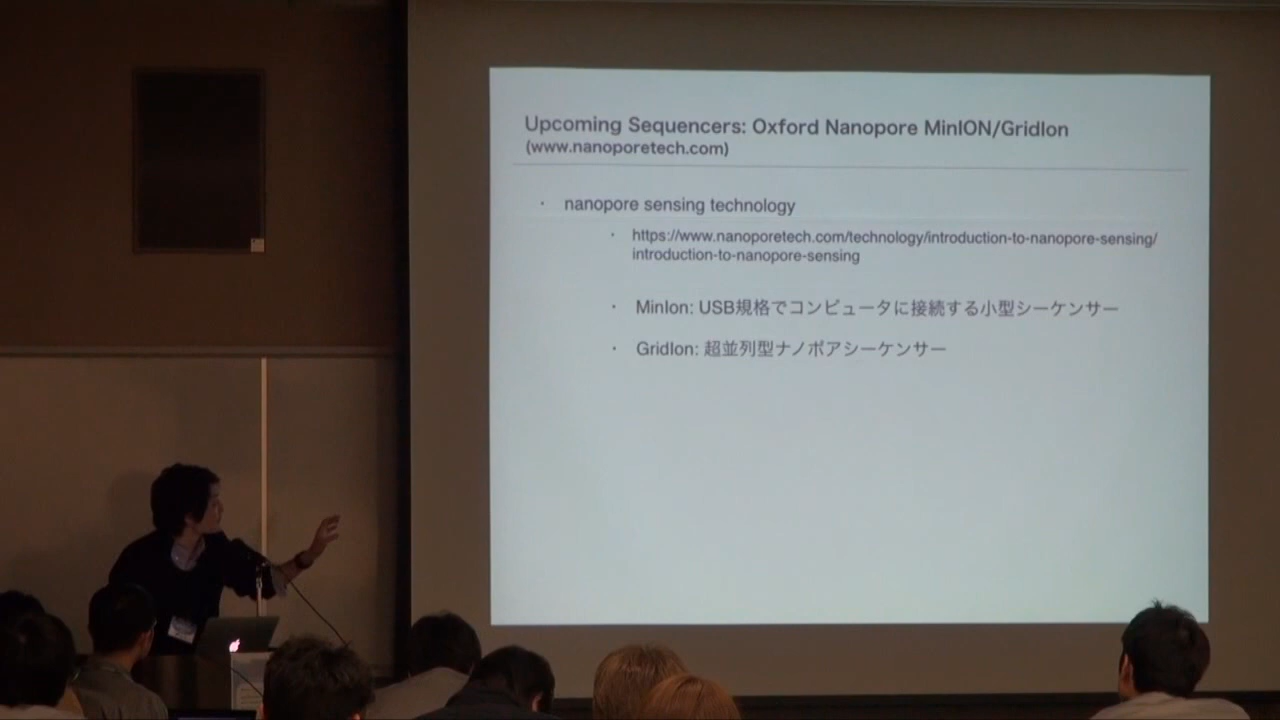 Upcoming Sequencers: Oxford Nanopore MinION/GridIon
(www.nanoporetech.com)
· nanopore sensing technology
· https://www.nanoporetech.com/technology/introduction-to-nanopore-sensing/
introduction-to-nanopore-sensing
· MinIon: USB規格でコンピュータに接続する小型シーケンサー
· GridIon: 超並列型ナノポアシーケンサー